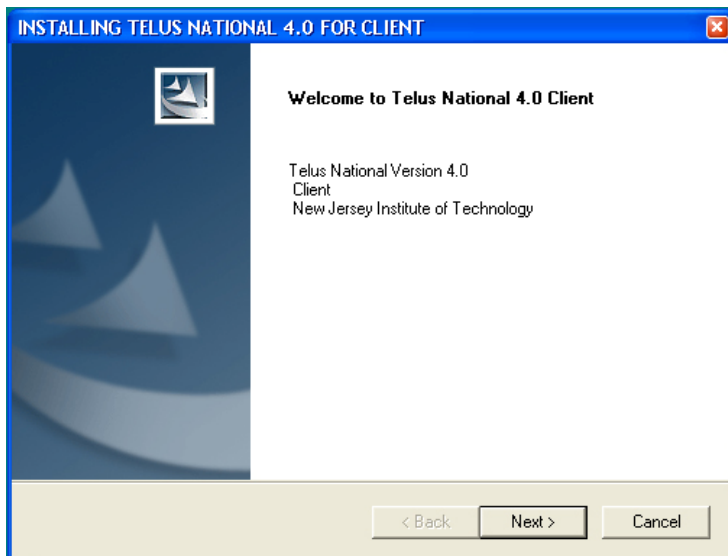 INSTALLING TELUS NATIONAL 4.0 FOR CLIENT
Welcome to Telus National 4.0 Client
Telus National Version 4.0
Client
New Jersey Institute of Technology
< Back
Next >
Cancel